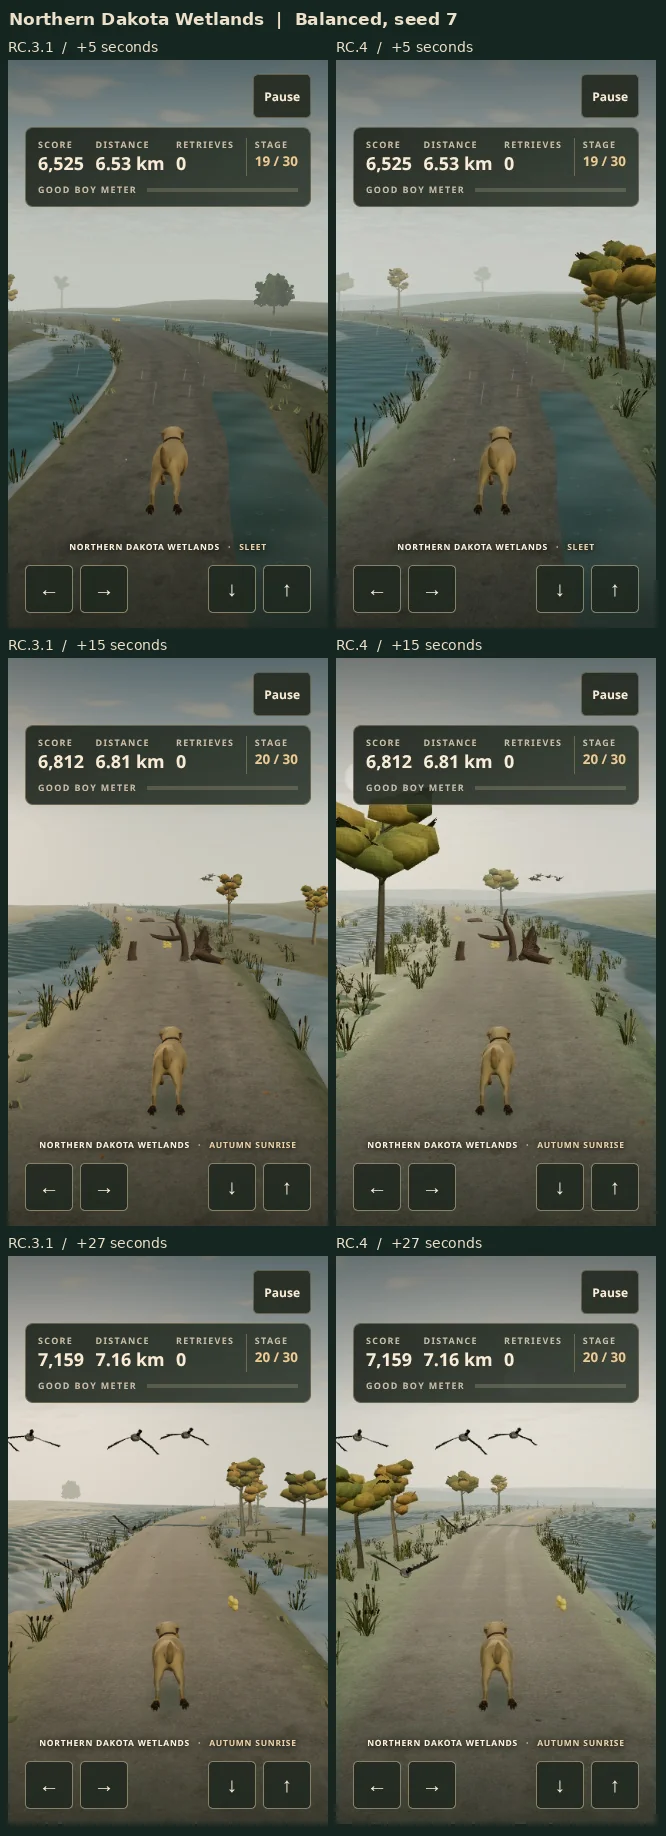 Northern Dakota Wetlands | Balanced, seed 7
RC.3.1 / +5 seconds
Pause
SCORE DISTANCE RETRIEVES STAGE
6,525 6.53 km 0 19 / 30
GOOD BOY METER
NORTHERN DAKOTA WETLANDS · SLEET
← → ↓ ↑
RC.4 / +5 seconds
Pause
SCORE DISTANCE RETRIEVES STAGE
6,525 6.53 km 0 19 / 30
GOOD BOY METER
NORTHERN DAKOTA WETLANDS · SLEET
← → ↓ ↑
RC.3.1 / +15 seconds
Pause
SCORE DISTANCE RETRIEVES STAGE
6,812 6.81 km 0 20 / 30
GOOD BOY METER
NORTHERN DAKOTA WETLANDS · AUTUMN SUNRISE
← → ↓ ↑
RC.4 / +15 seconds
Pause
SCORE DISTANCE RETRIEVES STAGE
6,812 6.81 km 0 20 / 30
GOOD BOY METER
NORTHERN DAKOTA WETLANDS · AUTUMN SUNRISE
← → ↓ ↑
RC.3.1 / +27 seconds
Pause
SCORE DISTANCE RETRIEVES STAGE
7,159 7.16 km 0 20 / 30
GOOD BOY METER
NORTHERN DAKOTA WETLANDS · AUTUMN SUNRISE
← → ↓ ↑
RC.4 / +27 seconds
Pause
SCORE DISTANCE RETRIEVES STAGE
7,159 7.16 km 0 20 / 30
GOOD BOY METER
NORTHERN DAKOTA WETLANDS · AUTUMN SUNRISE
← → ↓ ↑